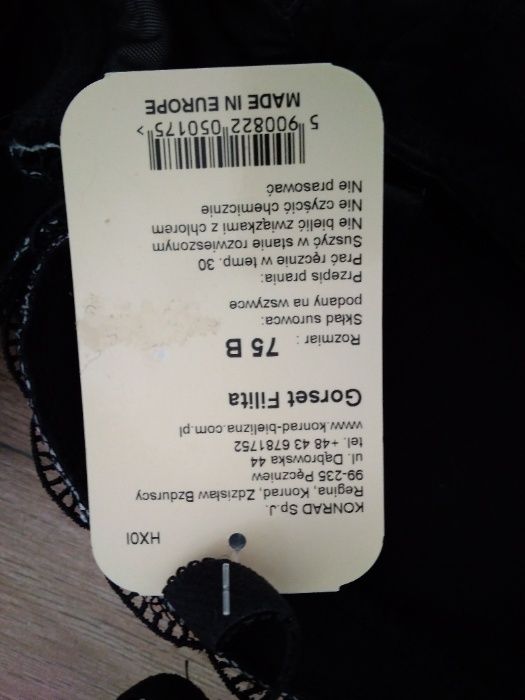 HX0I
KONRAD Sp.J.
Regina, Konrad, Zdzisław Bzdurscy
99-235 Pęczniew
ul. Dąbrowska 44
tel. +48 43 6781752
www.konrad-bielizna.com.pl
Gorset Filita
Rozmiar : 75 B
Skład surowca:
podany na wszywce
Przepis prania:
Prać ręcznie w temp. 30
Suszyć w stanie rozwieszonym
Nie bielić związkami z chlorem
Nie czyścić chemicznie
Nie prasować
5 900822 050175 >
MADE IN EUROPE